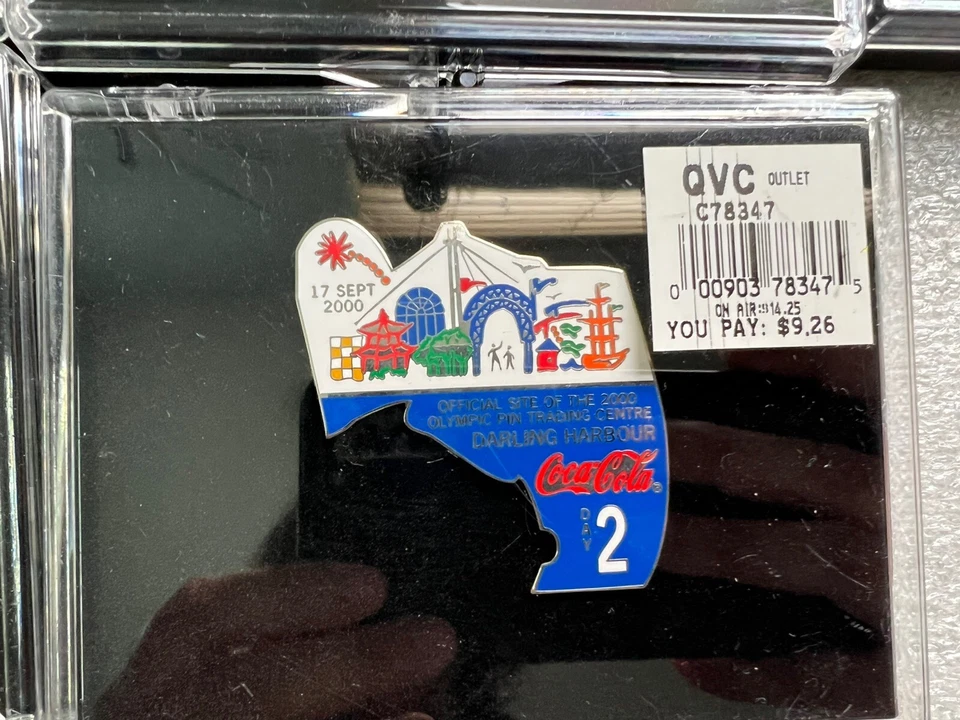 QVC OUTLET
C78347
0 00903 78347 5
ON AIR:$14.25
YOU PAY: $9.26
17 SEPT
2000
OFFICIAL SITE OF THE 2000
OLYMPIC PIN TRADING CENTRE
DARLING HARBOUR
Coca-Cola®
DAY
2